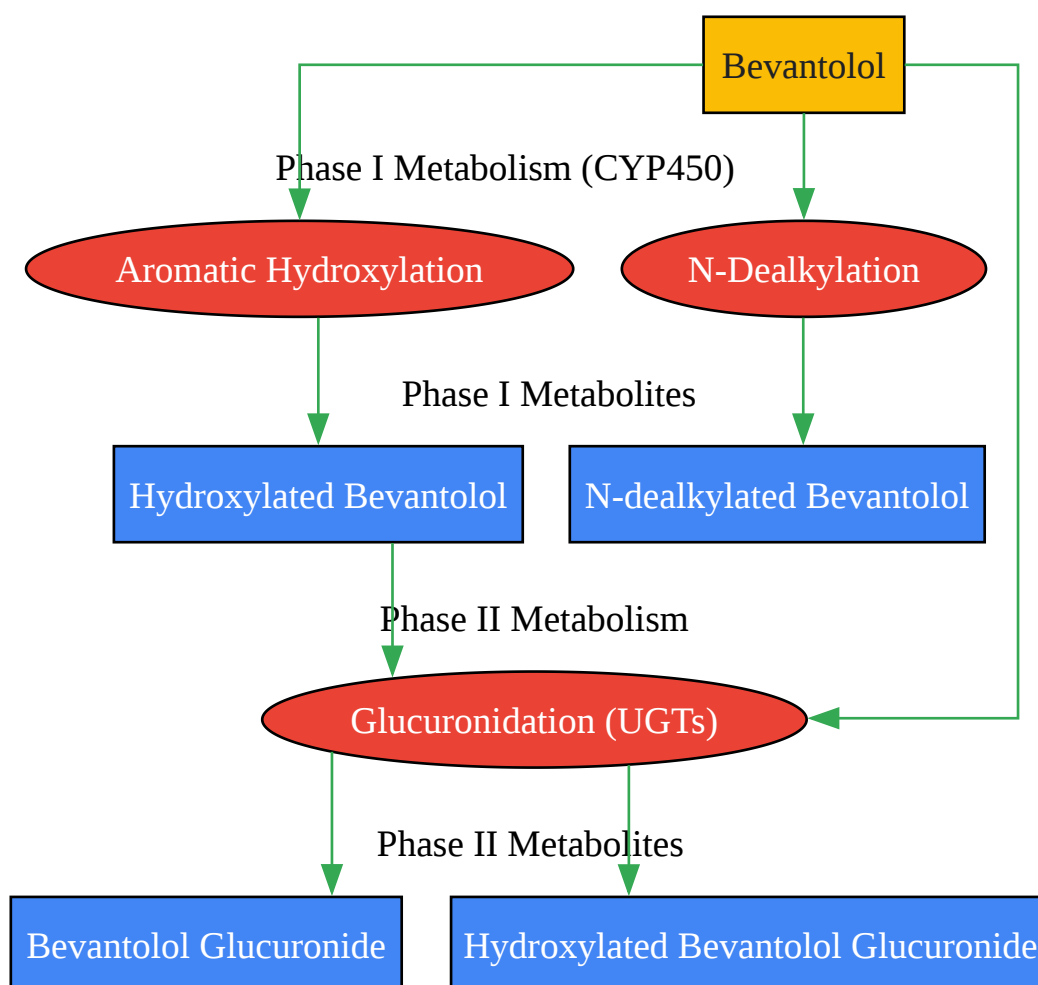 Bevantolol
Phase I Metabolism (CYP450)
Aromatic Hydroxylation
N-Dealkylation
Phase I Metabolites
Hydroxylated Bevantolol
N-dealkylated Bevantolol
Phase II Metabolism
Glucuronidation (UGTs)
Phase II Metabolites
Bevantolol Glucuronide
Hydroxylated Bevantolol Glucuronide